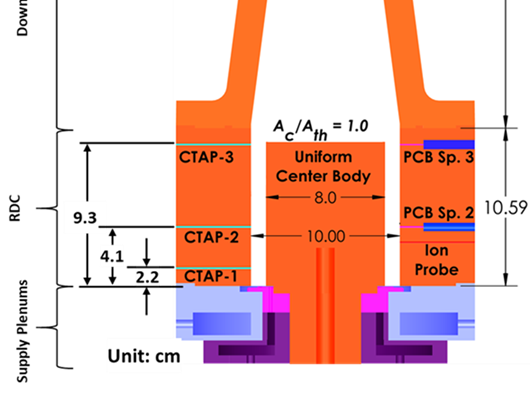 Down
A_c/A_th = 1.0
CTAP-3
Uniform
Center Body
PCB Sp. 3
RDC
9.3
8.0
PCB Sp. 2
10.59
CTAP-2
10.00
4.1
Ion
Probe
2.2
CTAP-1
Supply Plenums
Unit: cm